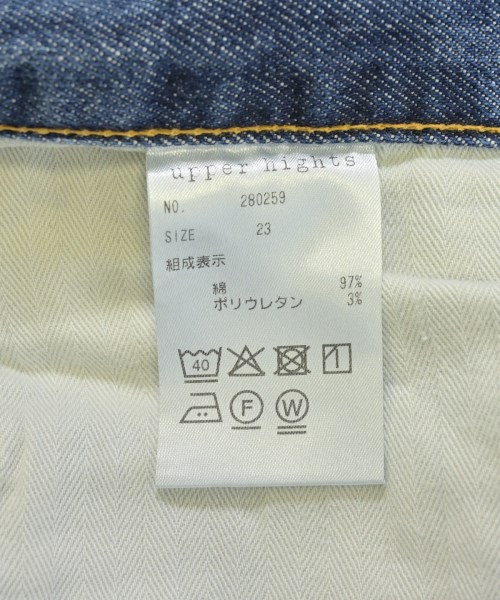 upper hights
NO. 280259
SIZE 23
組成表示
綿 97%
ポリウレタン 3%
40 1
F W